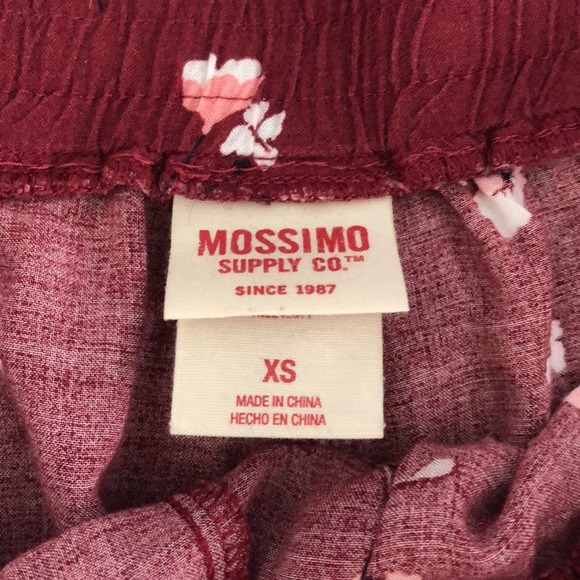 MOSSIMO
SUPPLY CO.™
SINCE 1987
XS
MADE IN CHINA
HECHO EN CHINA